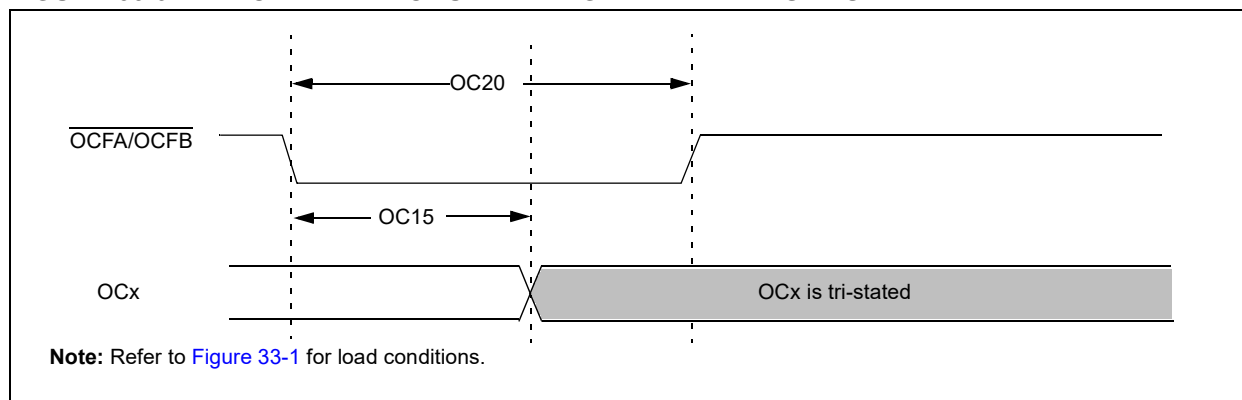 OC20
OCFA/OCFB
OC15
OCx
OCx is tri-stated
Note: Refer to Figure 33-1 for load conditions.